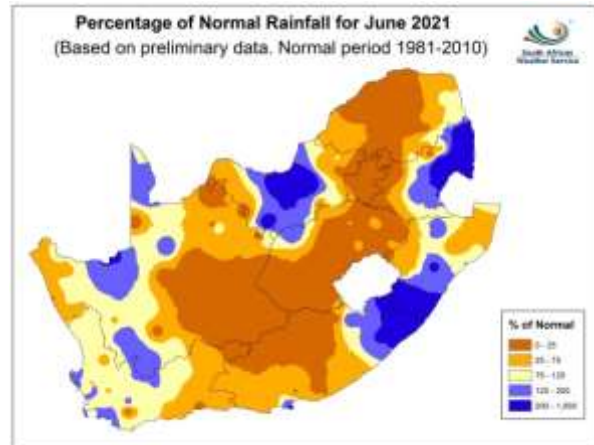 Percentage of Normal Rainfall for June 2021
(Based on preliminary data. Normal period 1981-2010)
South African
Weather Service
% of Normal
0 - 25
25 - 75
75 - 125
125 - 200
200 - 1,000